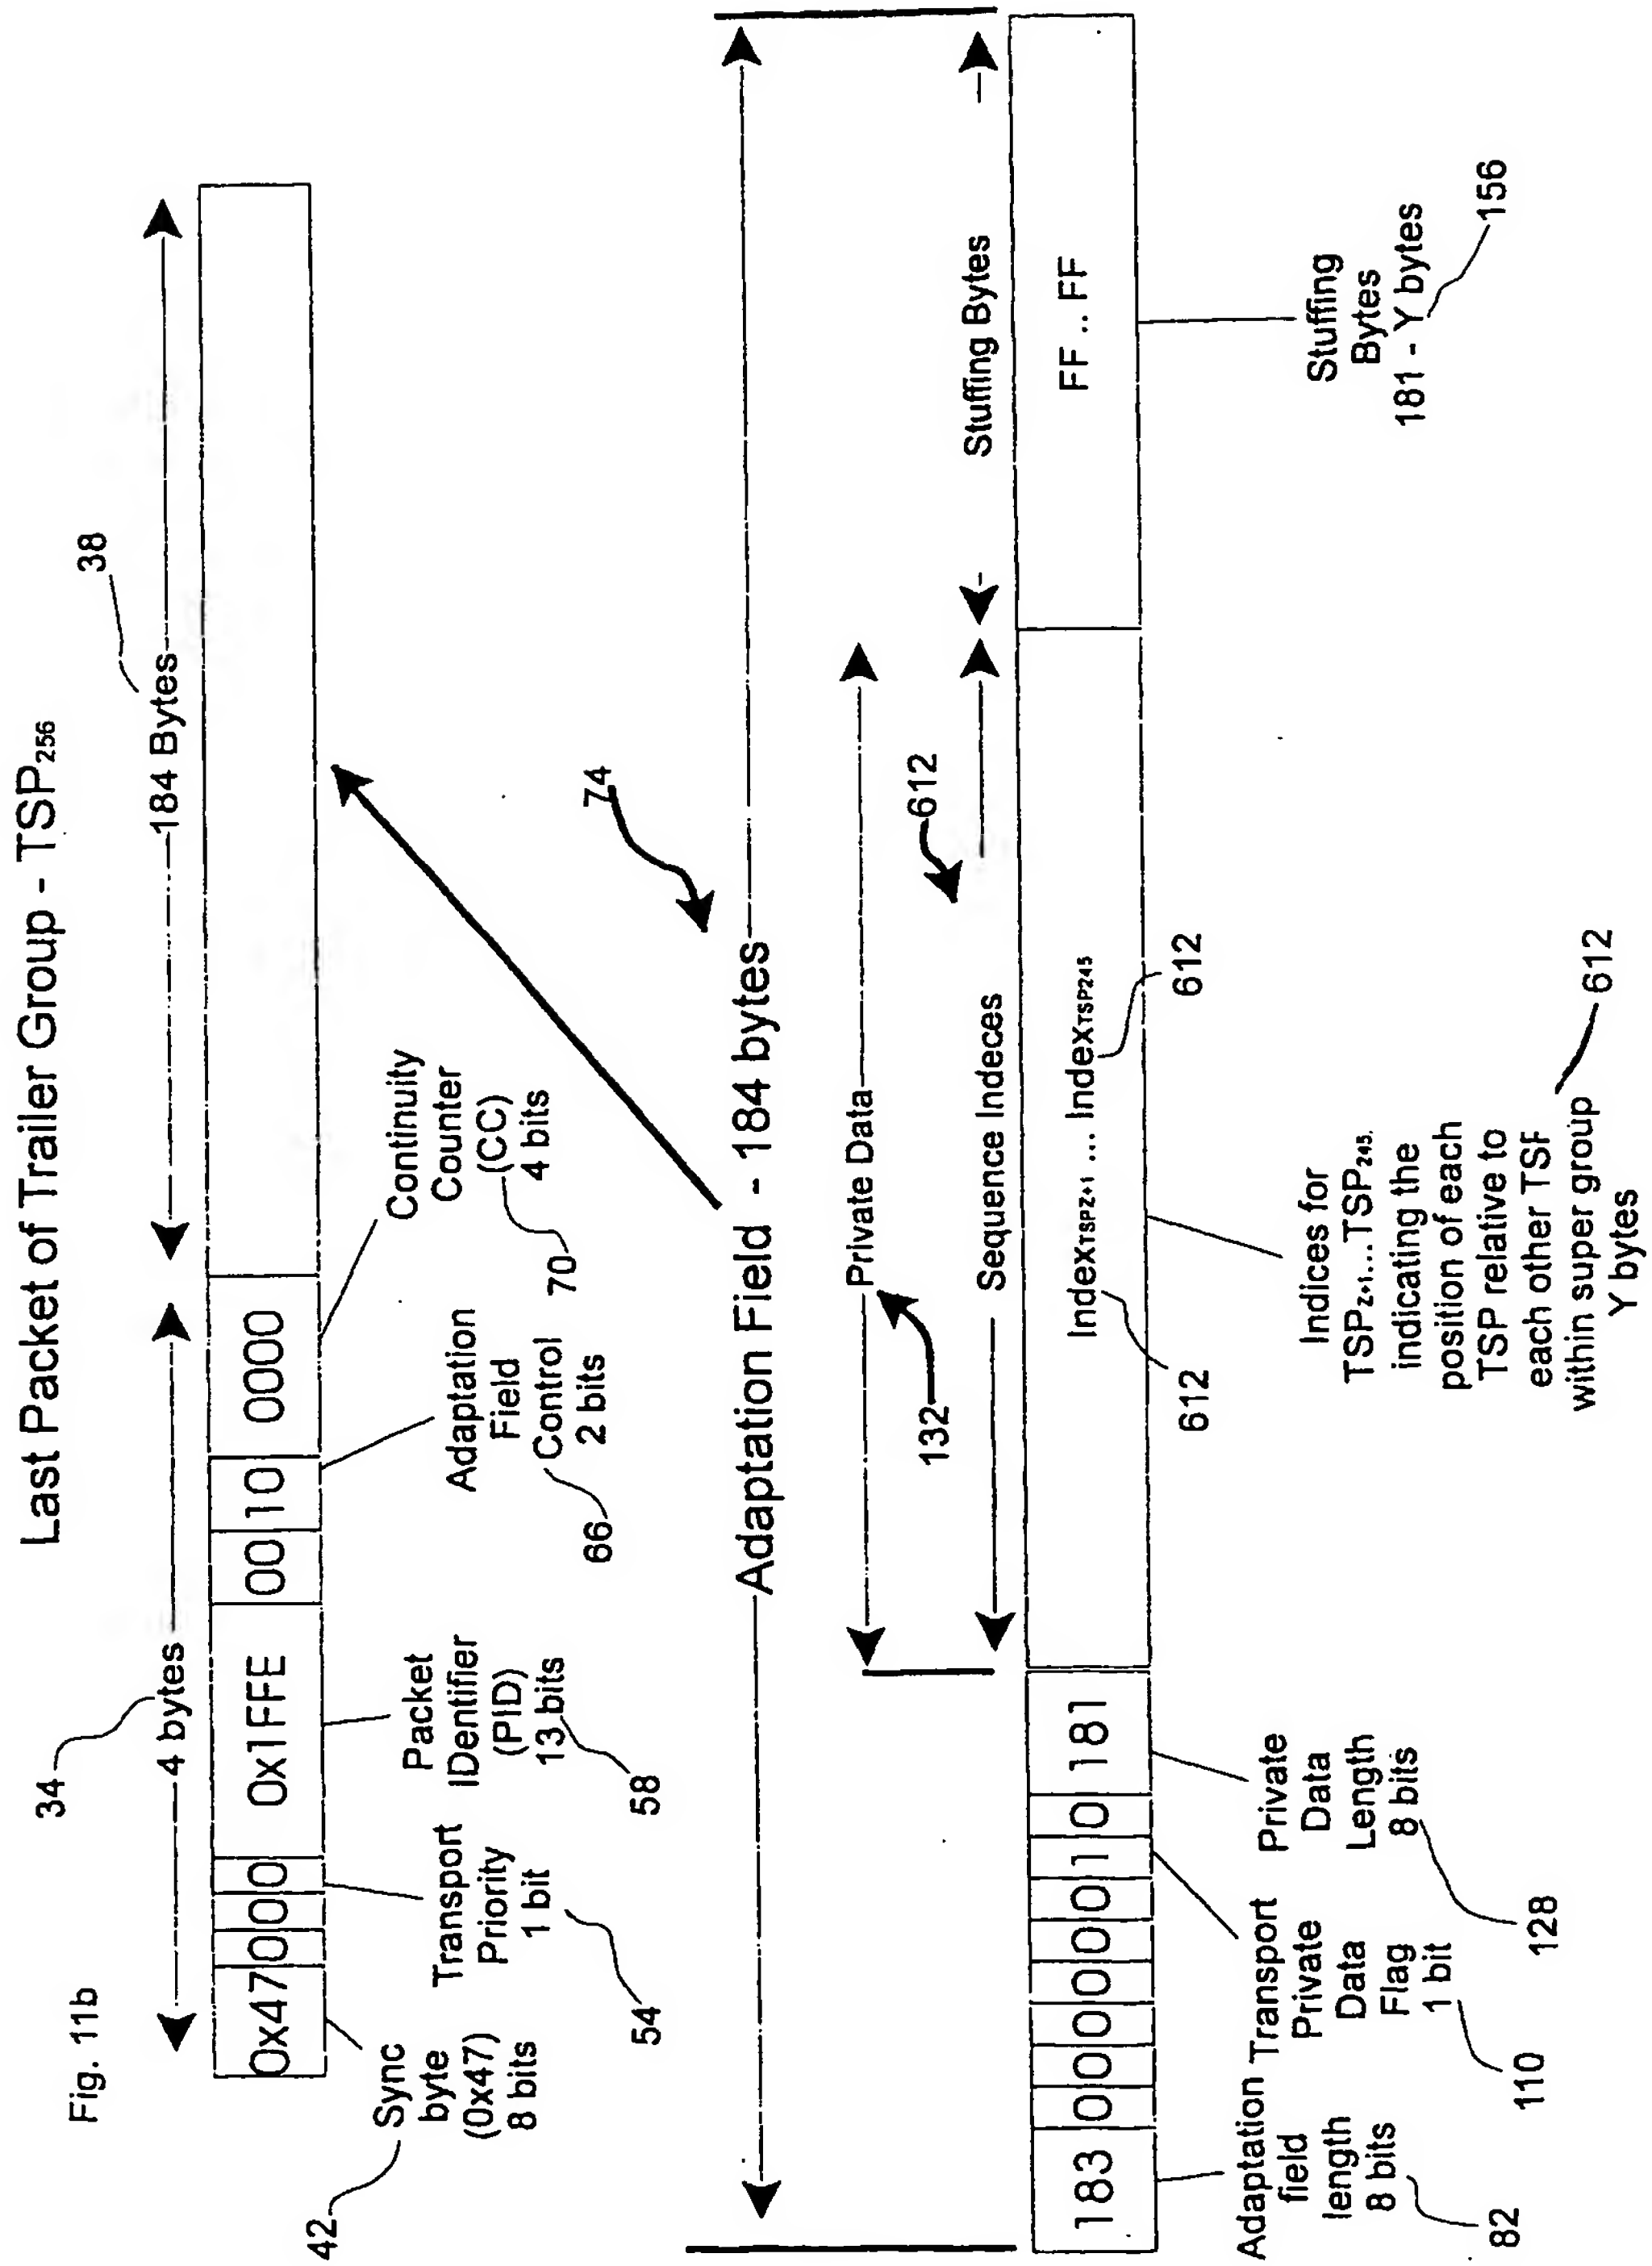 Fig. 11b
Last Packet of Trailer Group - TSP256
34
4 bytes
38
184 Bytes
0x47 0 0 0 0x1FFE 00 10 0000
42
Sync
byte
(0x47)
8 bits
Transport
Priority
1 bit
54
Packet
IDentifier
(PID)
13 bits
58
Adaptation
Field
Control
2 bits
66
Continuity
Counter
(CC)
4 bits
70
74
Adaptation Field - 184 bytes
132
Private Data
612
Sequence Indeces
Stuffing Bytes
183 0 0 0 0 0 0 1 0 181
IndexTSPZ+1 ... IndexTSP245
FF .. FF
612
612
Adaptation
field
length
8 bits
82
Transport
Private
Data
Flag
1 bit
110
Private
Data
Length
8 bits
128
Indices for
TSPZ+1...TSP245,
indicating the
position of each
TSP relative to
each other TSF
within super group
Y bytes
612
Stuffing
Bytes
181 - Y bytes
156